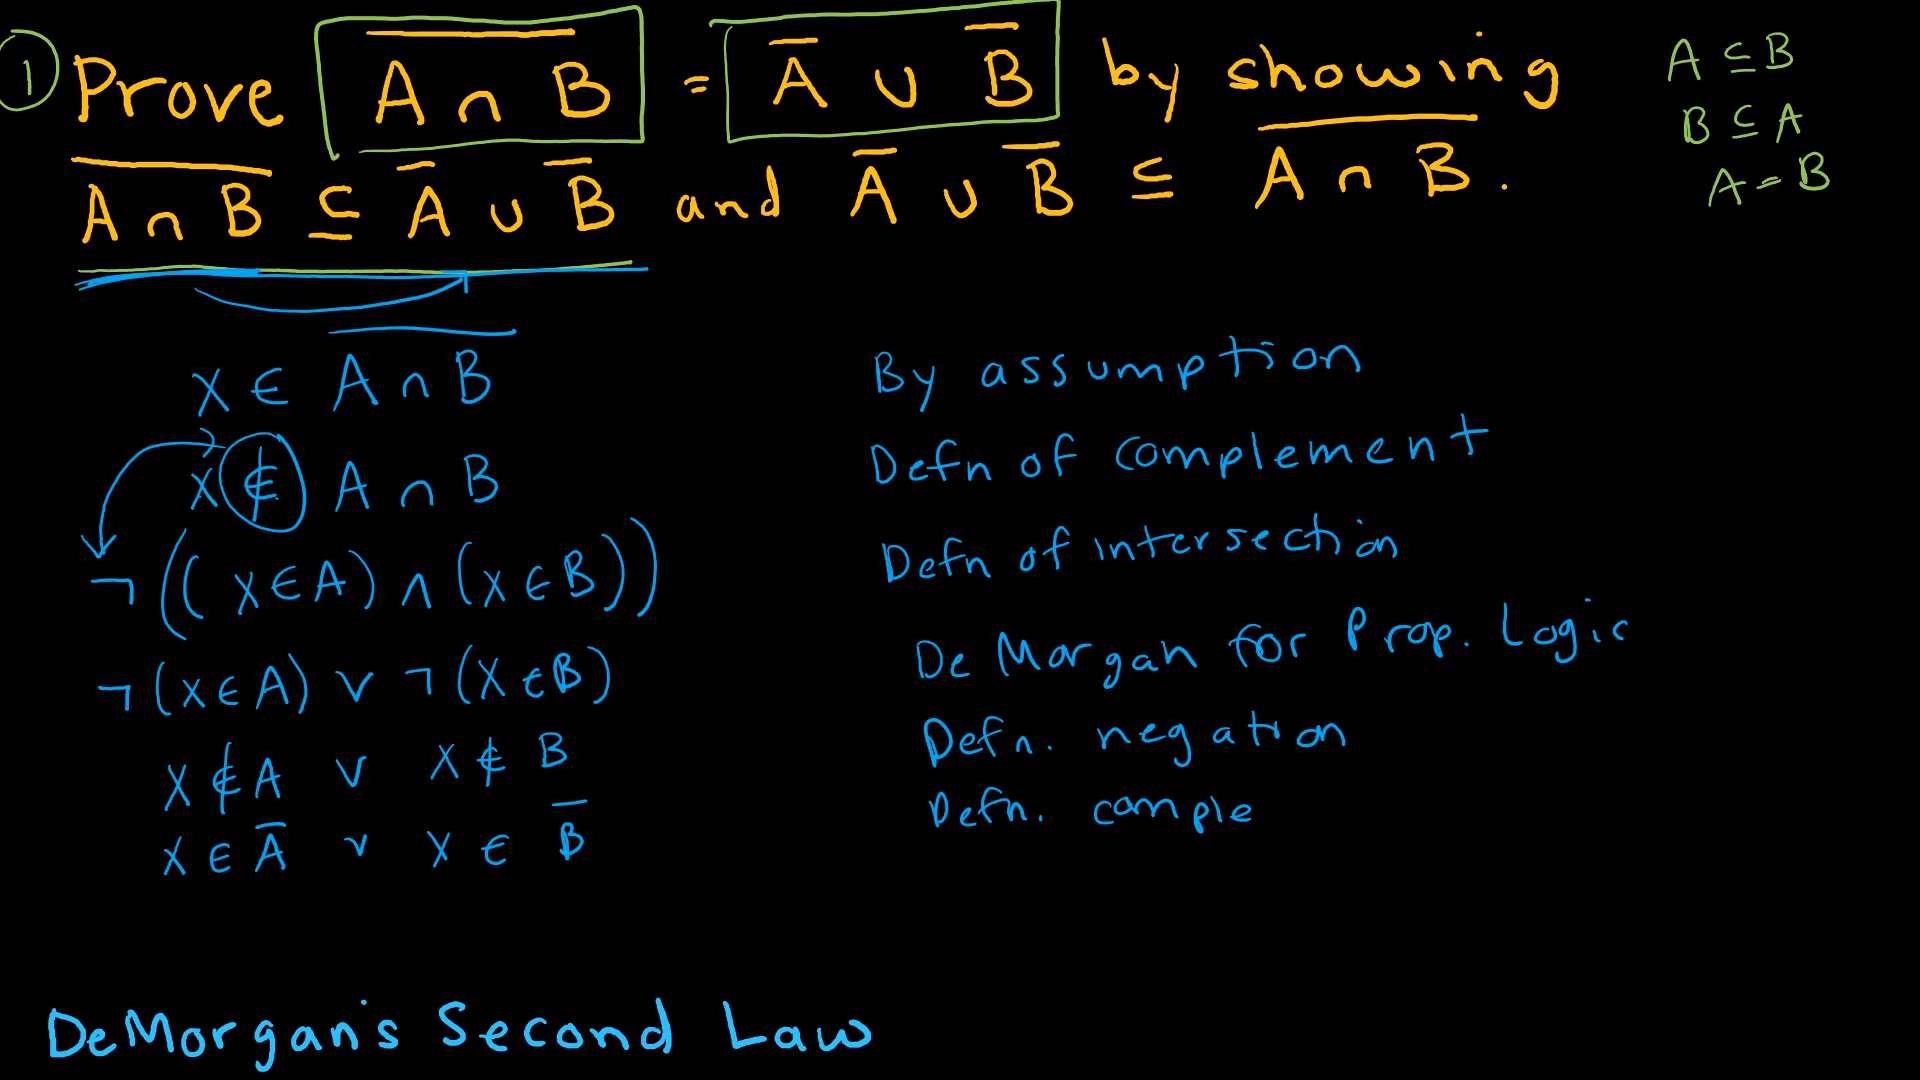 ① Prove A̅ ̅∩̅ ̅B̅ = A̅ ∪ B̅ by showing
A̅ ̅∩̅ ̅B̅ ⊆ A̅ ∪ B̅ and A̅ ∪ B̅ ⊆ A̅ ̅∩̅ ̅B̅.
A ⊆ B
B ⊆ A
A = B
x ∈ A̅ ̅∩̅ ̅B̅ By assumption
x ∉ A ∩ B Defn of complement
¬((x ∈ A) ∧ (x ∈ B)) Defn of intersection
¬(x ∈ A) ∨ ¬(x ∈ B) De Morgan for Prop. Logic
x ∉ A ∨ x ∉ B Defn. negation
x ∈ A̅ ∨ x ∈ B̅ Defn. comple
DeMorgan's Second Law